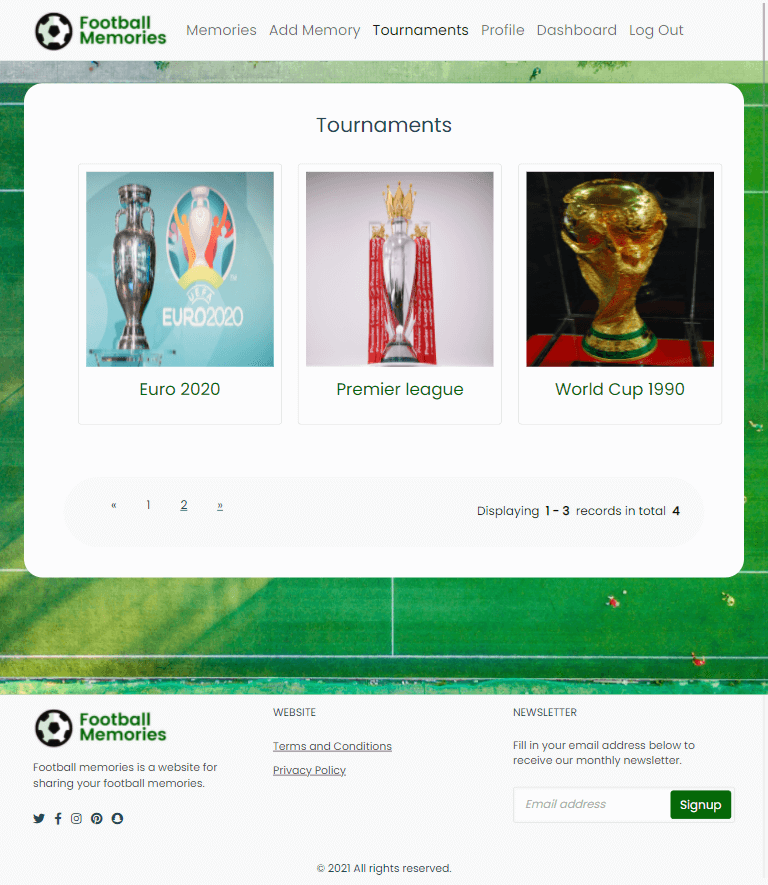 Football
Memories
Memories Add Memory Tournaments Profile Dashboard Log Out
Tournaments
UEFA
EURO2020
Euro 2020
Premier league
World Cup 1990
« 1 2 »
Displaying 1 - 3 records in total 4
Football
Memories
Football memories is a website for
sharing your football memories.
WEBSITE
Terms and Conditions
Privacy Policy
NEWSLETTER
Fill in your email address below to
receive our monthly newsletter.
Email address
Signup
© 2021 All rights reserved.